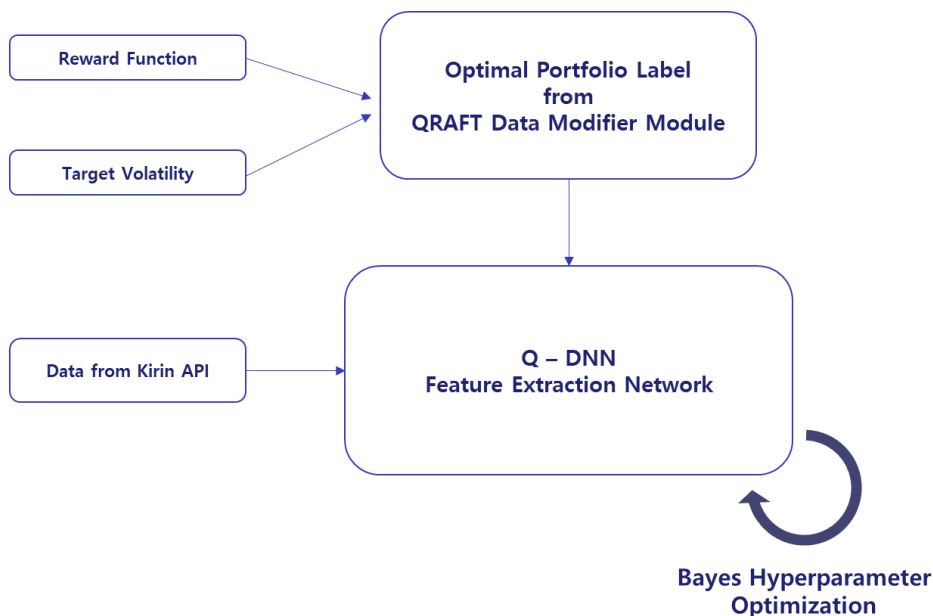 Reward Function
Optimal Portfolio Label
from
QRAFT Data Modifier Module
Target Volatility
Data from Kirin API
Q – DNN
Feature Extraction Network
Bayes Hyperparameter
Optimization